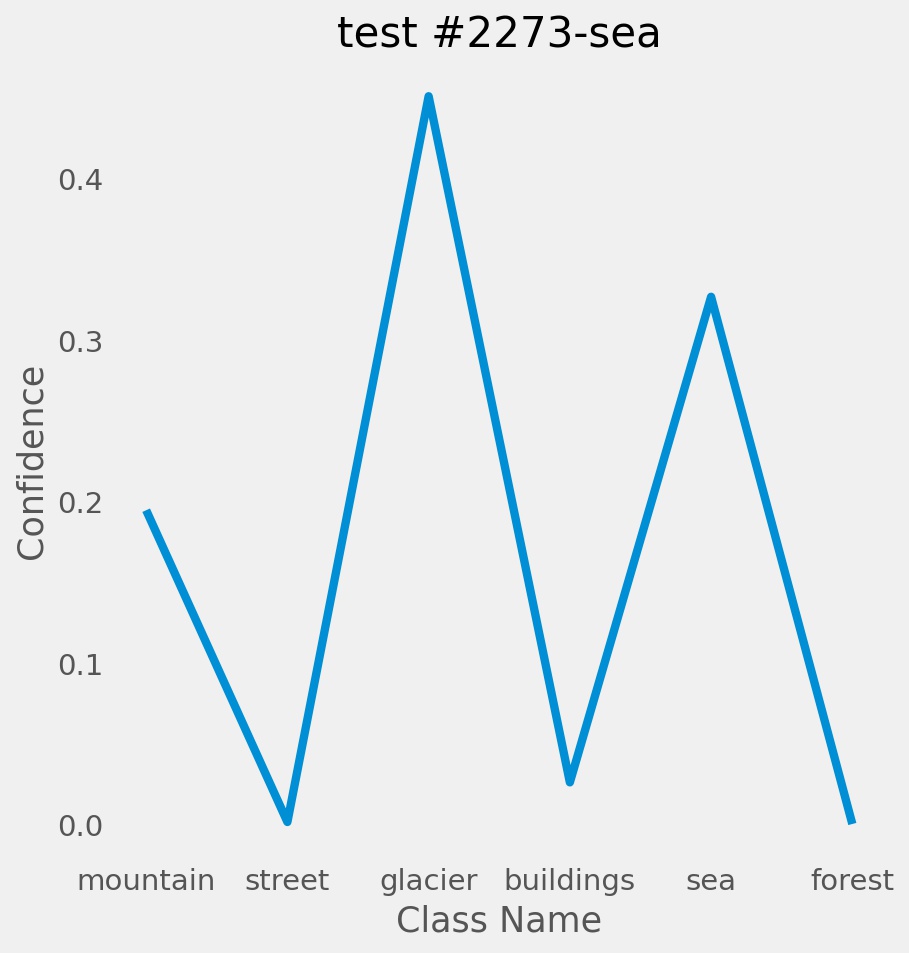 test #2273-sea
0.4
0.3
0.2
0.1
0.0
Confidence
mountain street glacier buildings sea forest
Class Name